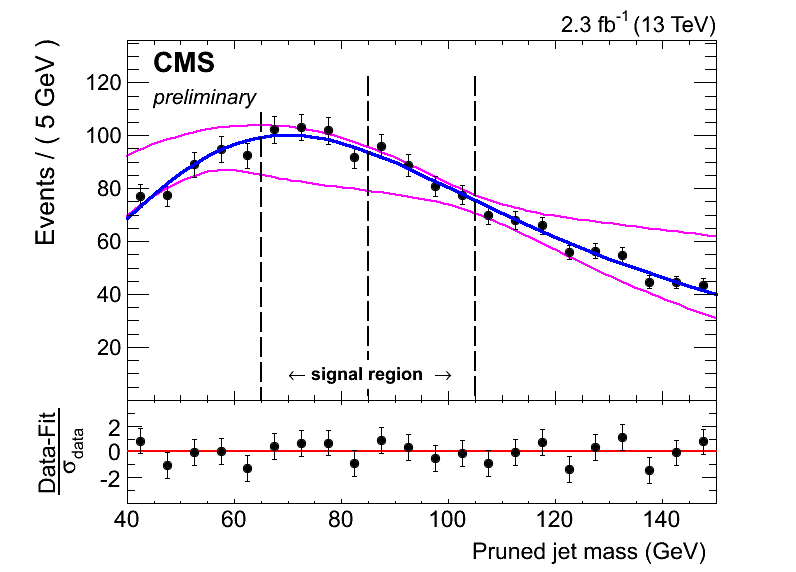 2.3 fb⁻¹ (13 TeV)
CMS
preliminary
Events / ( 5 GeV )
120
100
80
60
40
20
← signal region →
Data-Fit
σdata
2
0
-2
40 60 80 100 120 140
Pruned jet mass (GeV)